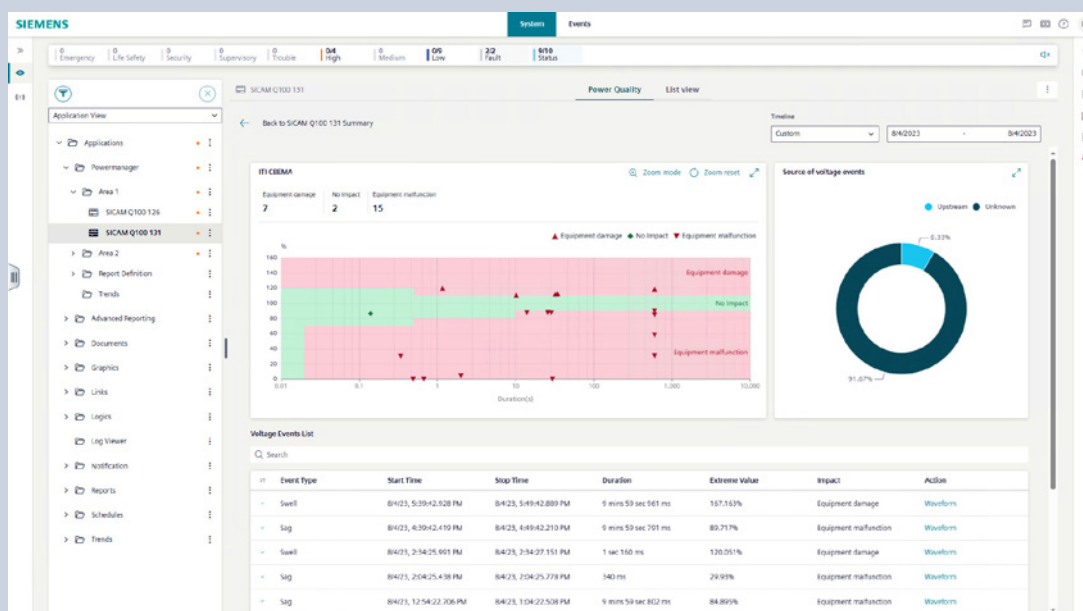 SIEMENS
System Events
0 Emergency
0 Life Safety
0 Security
0 Supervisory
0 Trouble
0/4 High
0 Medium
0/9 Low
2/2 Fault
9/10 Status
SICAM Q100 131
Power Quality List view
Application View
Back to SICAM Q100 131 Summary
Timeline
Custom 8/4/2023 - 8/4/2023
Applications
Powermanager
Area 1
SICAM Q100 126
SICAM Q100 131
Area 2
Report Definition
Trends
Advanced Reporting
Documents
Graphics
Links
Logics
Log Viewer
Notification
Reports
Schedules
Trends
ITI CBEMA
Zoom mode Zoom reset
Equipment damage No Impact Equipment malfunction
7 2 15
Equipment damage No Impact Equipment malfunction
%
160
140
120
100
80
60
40
20
0
Equipment damage
No Impact
Equipment malfunction
0.01 0.1 1 10 100 1,000 10,000
Duration(s)
Source of voltage events
Upstream Unknown
8.33%
91.67%
Voltage Events List
Search
Event Type Start Time Stop Time Duration Extreme Value Impact Action
Swell 8/4/23, 5:39:42.928 PM 8/4/23, 5:49:42.889 PM 9 mins 59 sec 961 ms 167.163% Equipment damage Waveform
Sag 8/4/23, 4:39:42.419 PM 8/4/23, 4:49:42.210 PM 9 mins 59 sec 791 ms 89.717% Equipment malfunction Waveform
Swell 8/4/23, 2:34:25.991 PM 8/4/23, 2:34:27.151 PM 1 sec 160 ms 120.051% Equipment damage Waveform
Sag 8/4/23, 2:04:25.438 PM 8/4/23, 2:04:25.778 PM 340 ms 29.93% Equipment malfunction Waveform
Sag 8/4/23, 12:54:22.706 PM 8/4/23, 1:04:22.508 PM 9 mins 59 sec 802 ms 84.895% Equipment malfunction Waveform